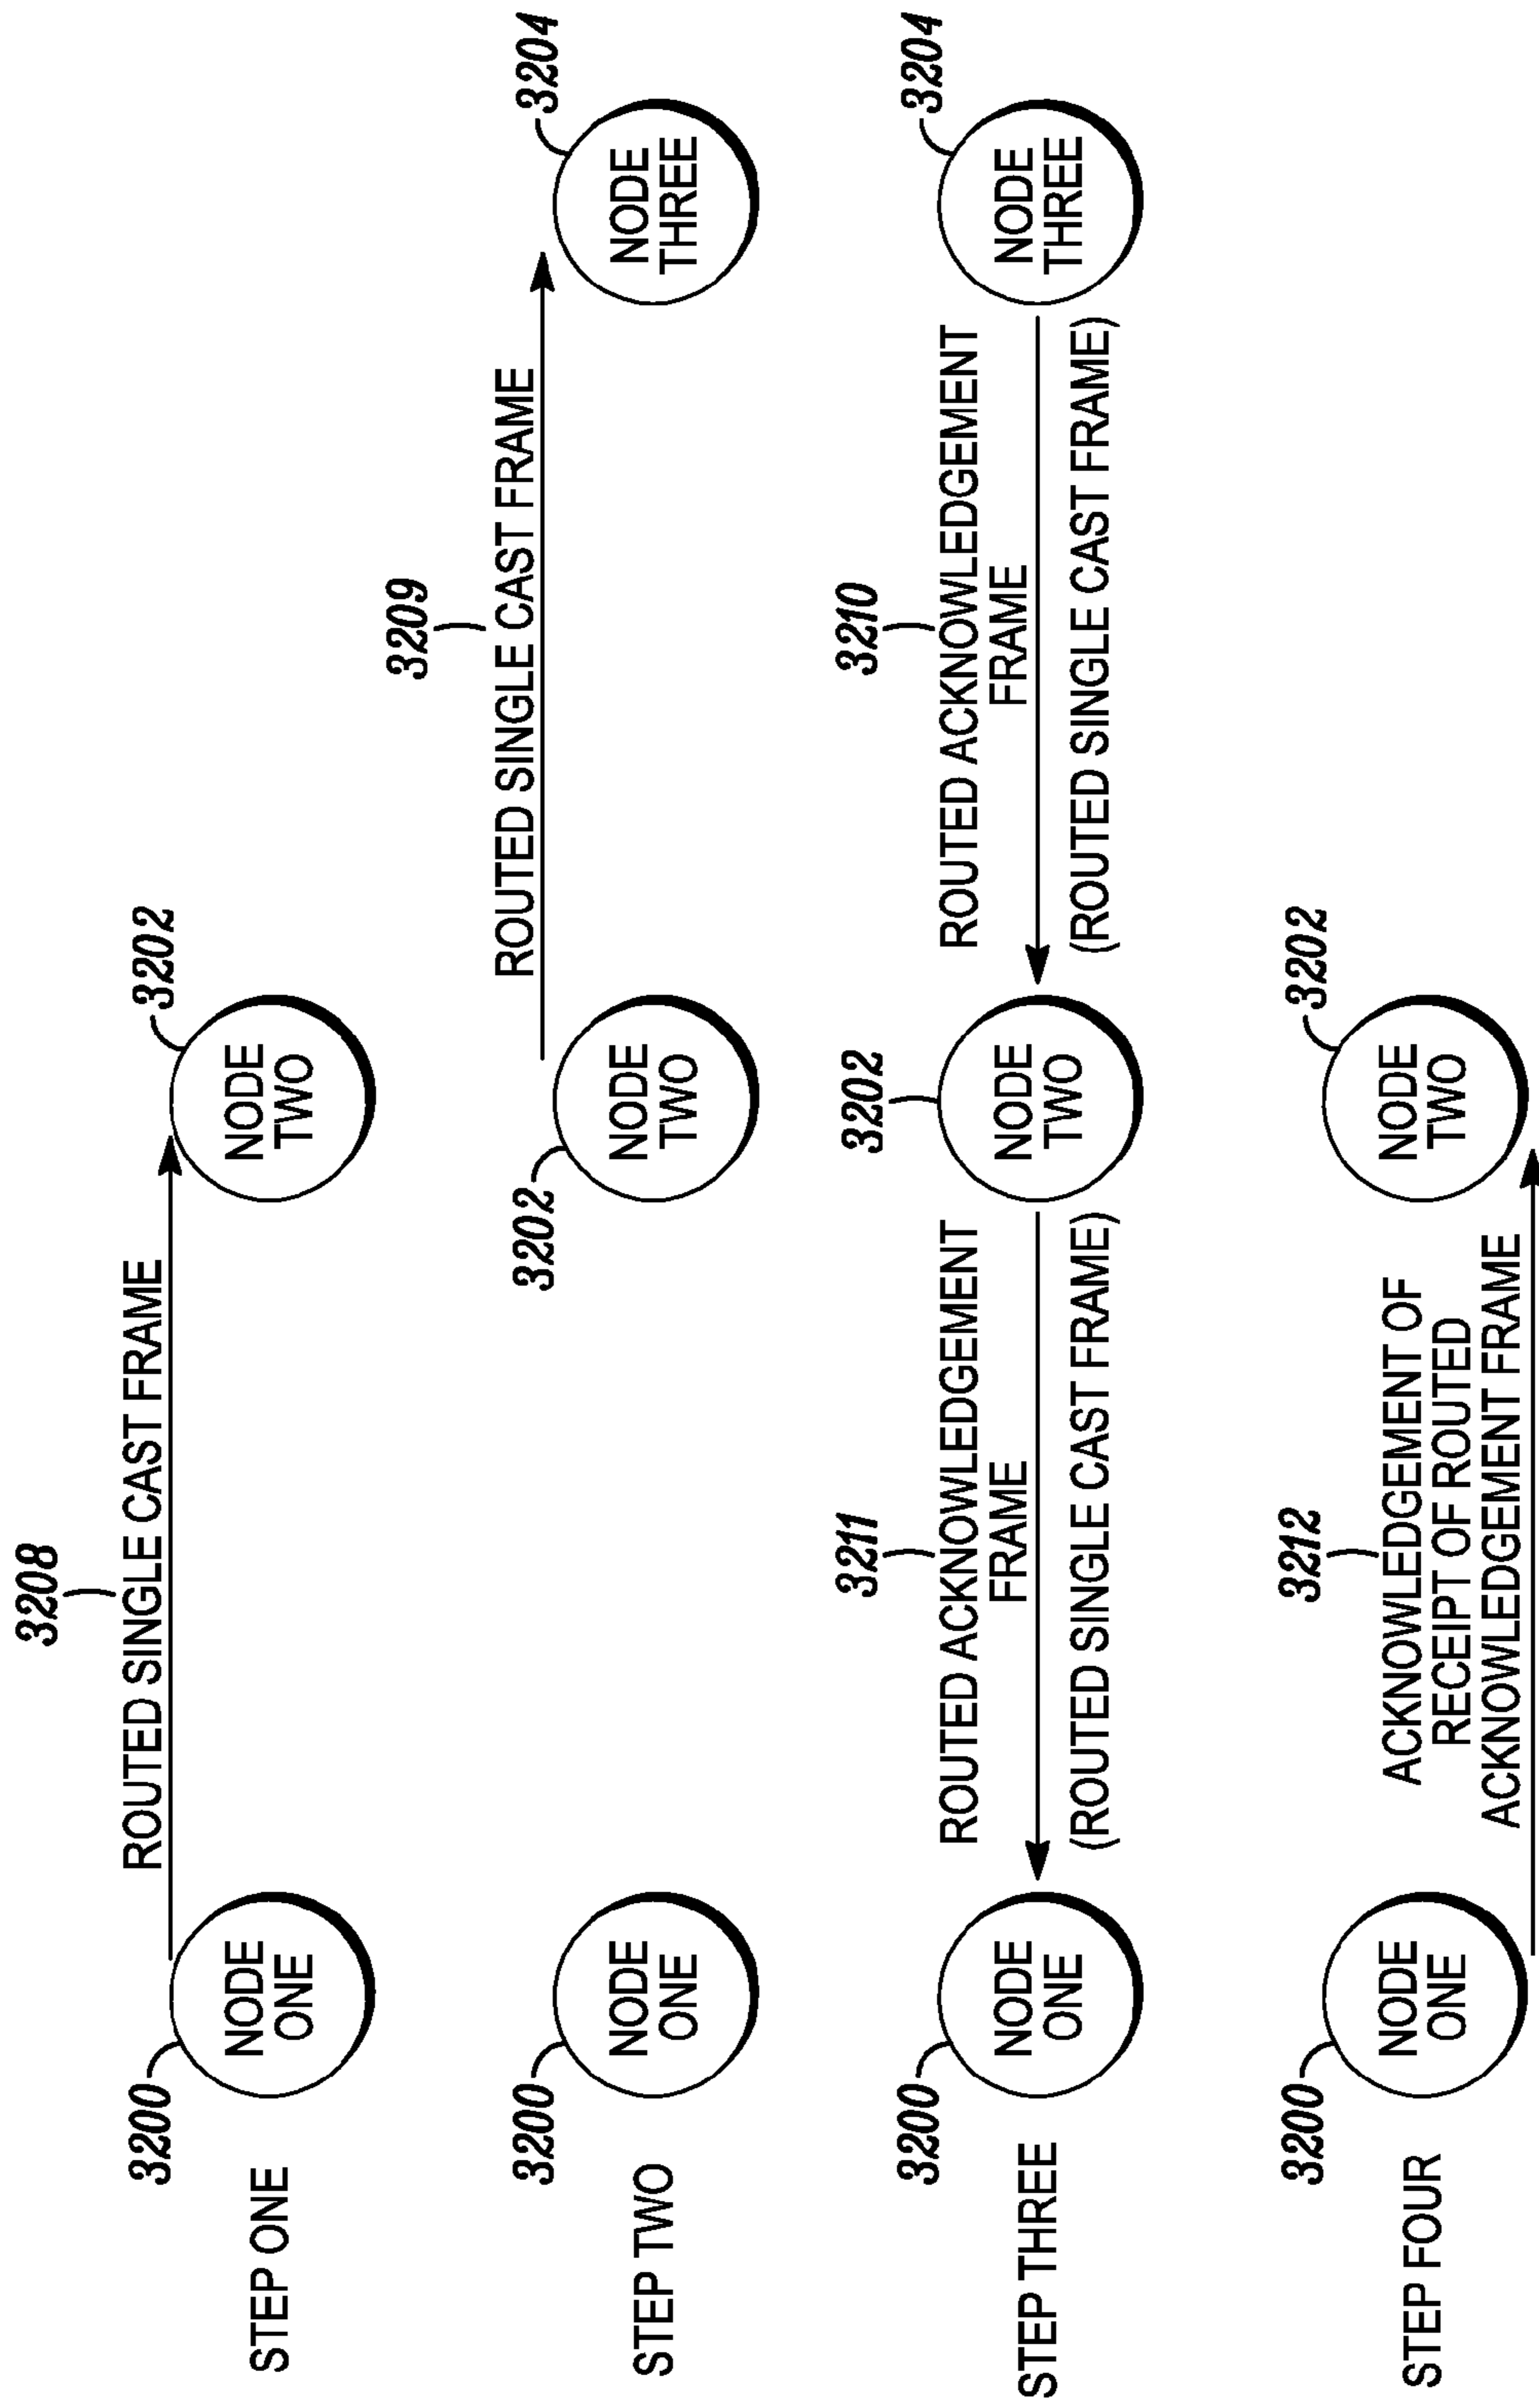 3208
ROUTED SINGLE CAST FRAME
3200
3202
STEP ONE
NODE
ONE
NODE
TWO
3209
ROUTED SINGLE CAST FRAME
3200
3202
3204
STEP TWO
NODE
ONE
NODE
TWO
NODE
THREE
3211
3202
3210
3204
3200
ROUTED ACKNOWLEDGEMENT
FRAME
ROUTED ACKNOWLEDGEMENT
FRAME
STEP THREE
NODE
ONE
NODE
TWO
NODE
THREE
(ROUTED SINGLE CAST FRAME)
(ROUTED SINGLE CAST FRAME)
3212
3200
3202
STEP FOUR
NODE
ONE
ACKNOWLEDGEMENT OF
RECEIPT OF ROUTED
ACKNOWLEDGEMENT FRAME
NODE
TWO